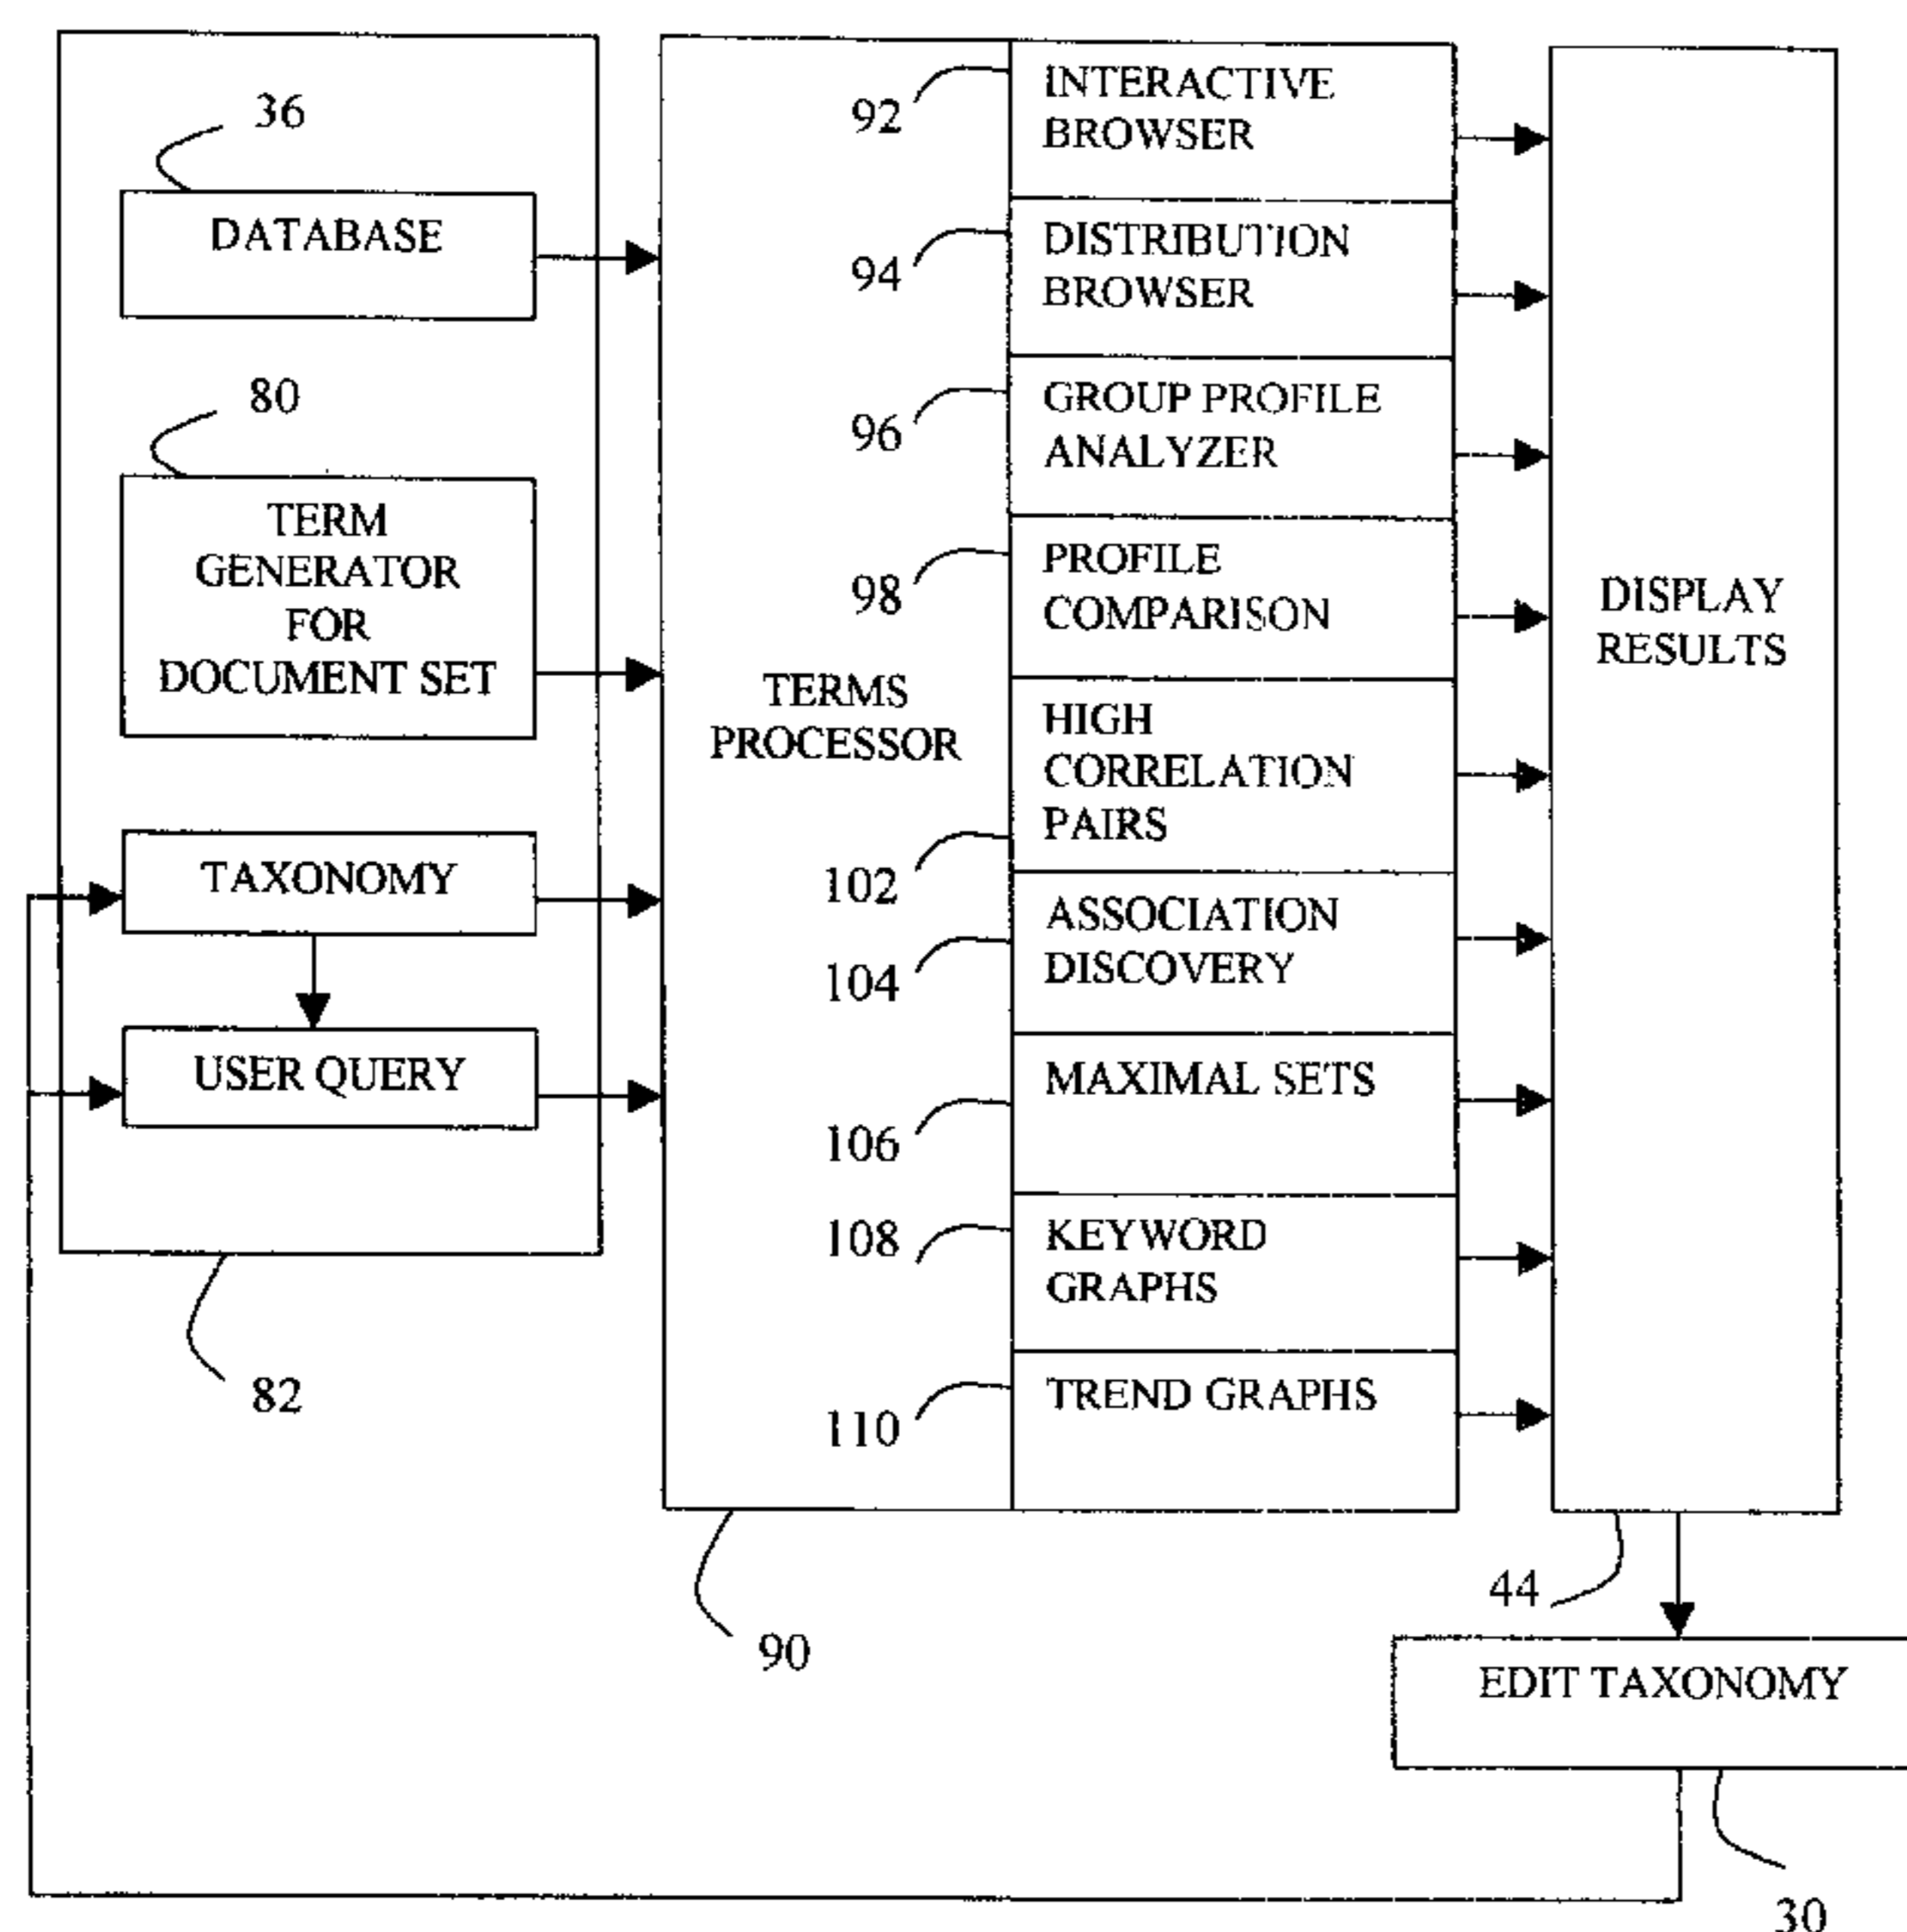 36
DATABASE
80
TERM
GENERATOR
FOR
DOCUMENT SET
TAXONOMY
USER QUERY
82
TERMS
PROCESSOR
90
92
INTERACTIVE
BROWSER
94
DISTRIBUTION
BROWSER
96
GROUP PROFILE
ANALYZER
98
PROFILE
COMPARISON
102
HIGH
CORRELATION
PAIRS
104
ASSOCIATION
DISCOVERY
106
MAXIMAL SETS
108
KEYWORD
GRAPHS
110
TREND GRAPHS
DISPLAY
RESULTS
44
EDIT TAXONOMY
30